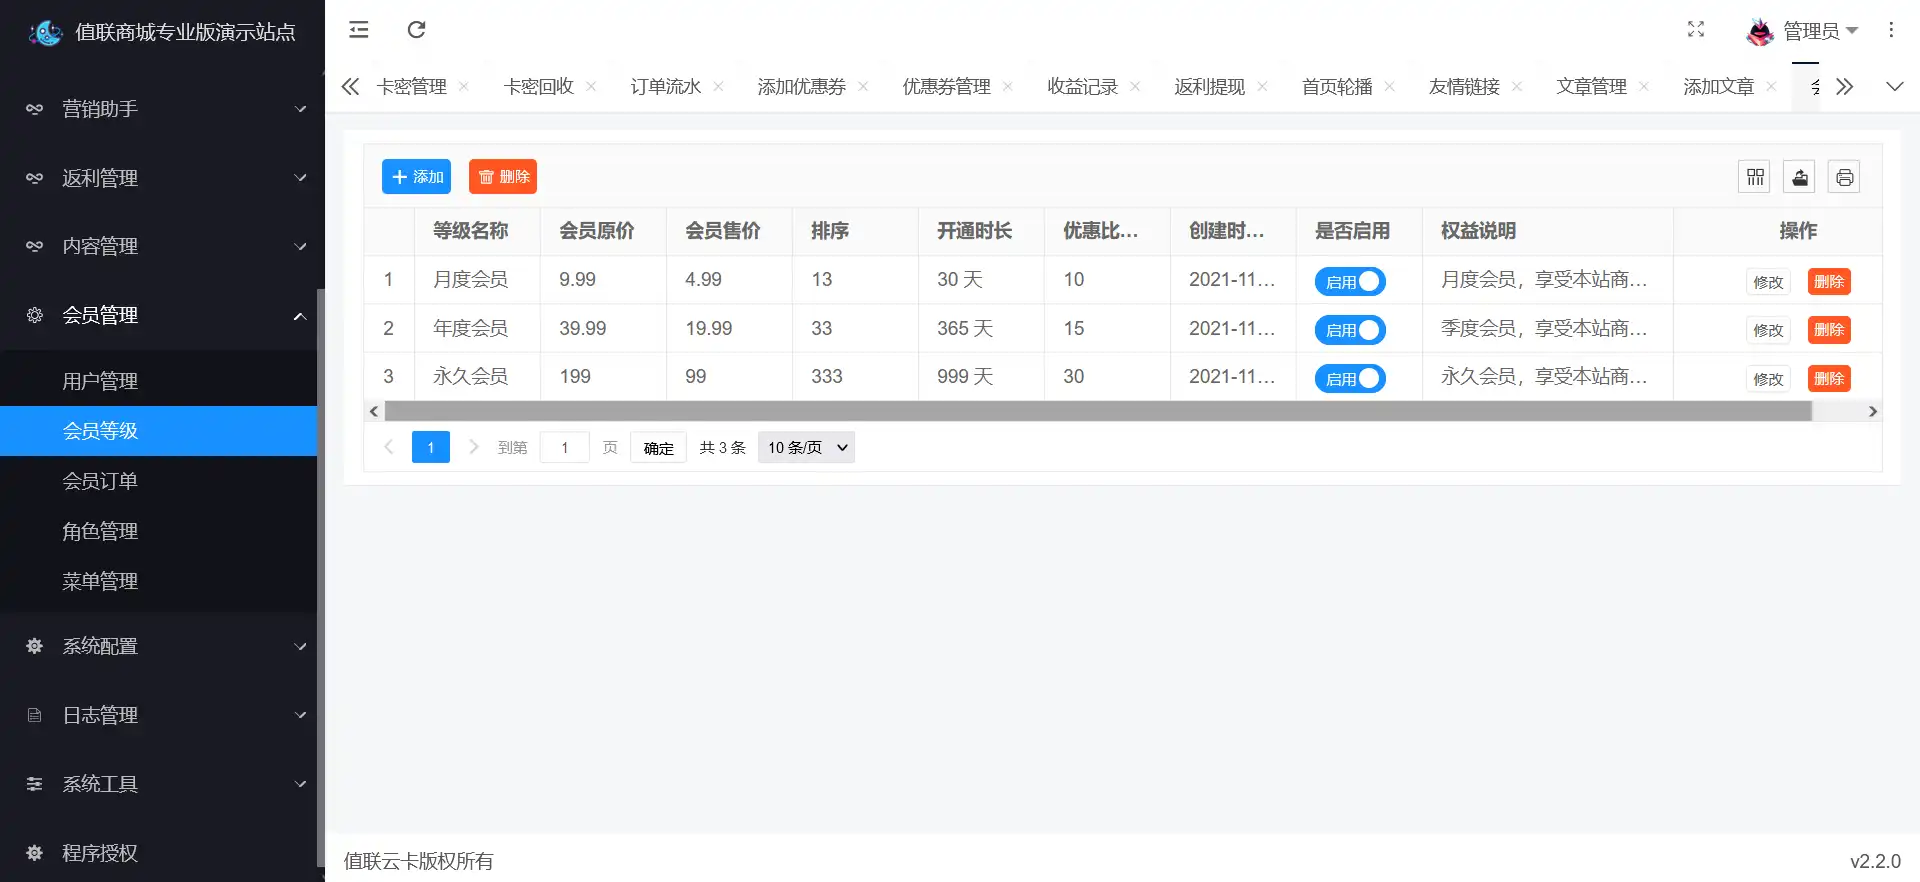 值联商城专业版演示站点
管理员
卡密管理 卡密回收 订单流水 添加优惠券 优惠券管理 收益记录 返利提现 首页轮播 友情链接 文章管理 添加文章
营销助手
返利管理
内容管理
会员管理
用户管理
会员等级
会员订单
角色管理
菜单管理
系统配置
日志管理
系统工具
程序授权
添加 删除
等级名称 会员原价 会员售价 排序 开通时长 优惠比... 创建时... 是否启用 权益说明 操作
1 月度会员 9.99 4.99 13 30 天 10 2021-11... 启用 月度会员，享受本站商... 修改 删除
2 年度会员 39.99 19.99 33 365 天 15 2021-11... 启用 季度会员，享受本站商... 修改 删除
3 永久会员 199 99 333 999 天 30 2021-11... 启用 永久会员，享受本站商... 修改 删除
1 到第 1 页 确定 共 3 条 10 条/页
值联云卡版权所有 v2.2.0